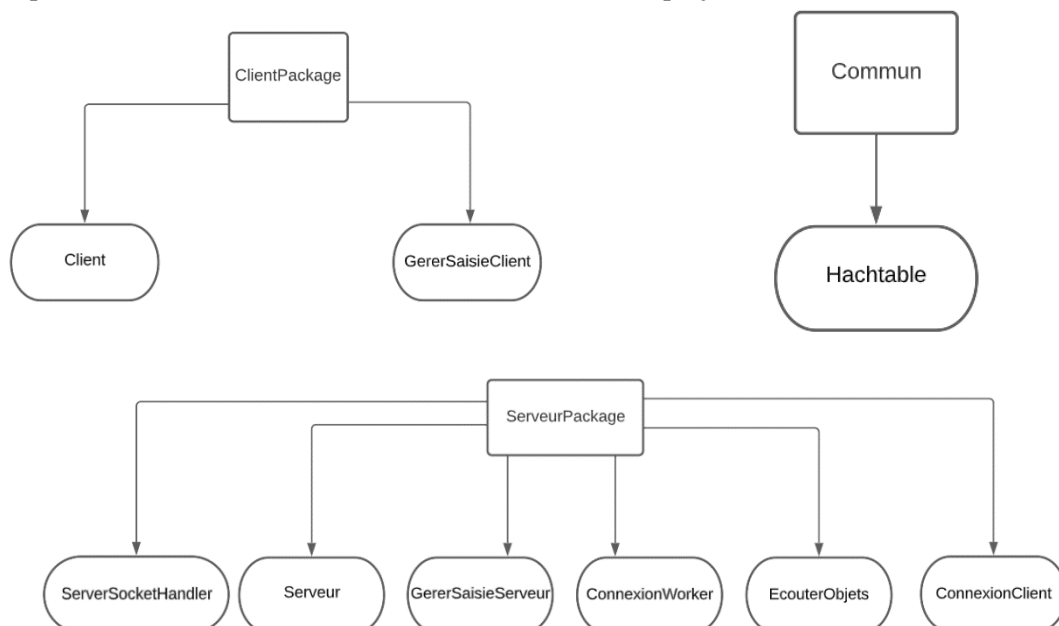 ClientPackage
Commun
Client
GererSaisieClient
Hachtable
ServeurPackage
ServerSocketHandler
Serveur
GererSaisieServeur
ConnexionWorker
EcouterObjets
ConnexionClient